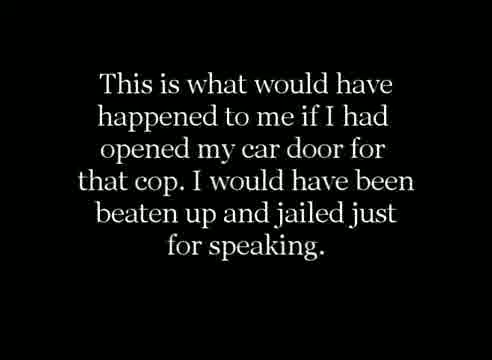 This is what would have
happened to me if I had
opened my car door for
that cop. I would have been
beaten up and jailed just
for speaking.